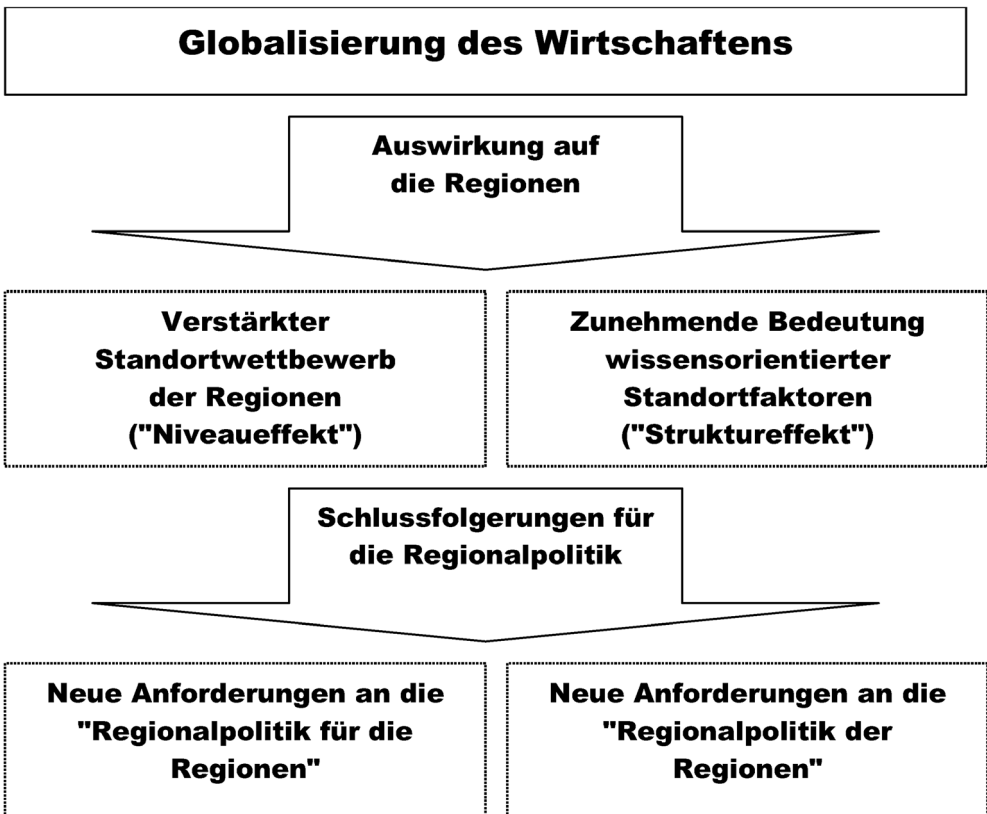 Globalisierung des Wirtschaftens
Auswirkung auf
die Regionen
Verstärkter
Standortwettbewerb
der Regionen
("Niveaueffekt")
Zunehmende Bedeutung
wissensorientierter
Standortfaktoren
("Struktureffekt")
Schlussfolgerungen für
die Regionalpolitik
Neue Anforderungen an die
"Regionalpolitik für die
Regionen"
Neue Anforderungen an die
"Regionalpolitik der
Regionen"